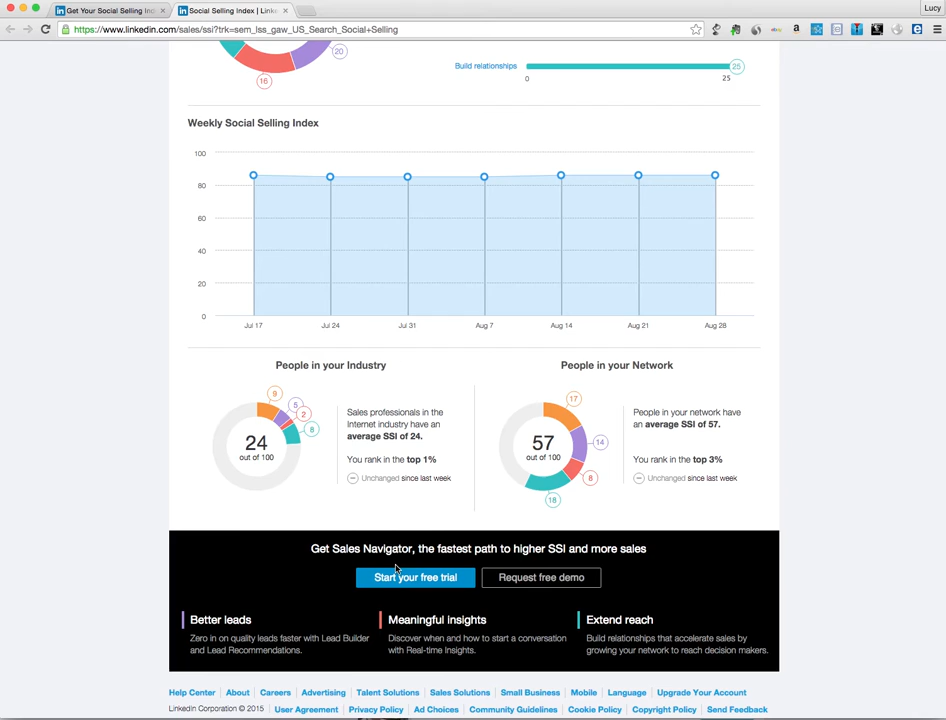 Get Your Social Selling Ind
Social Selling Index | Linke
Lucy
https://www.linkedin.com/sales/ssi?trk=sem_lss_gaw_US_Search_Social+Selling
20
16
Build relationships
25
0
25
Weekly Social Selling Index
100
80
60
40
20
0
Jul 17
Jul 24
Jul 31
Aug 7
Aug 14
Aug 21
Aug 28
People in your Industry
People in your Network
9
5
2
8
24
out of 100
Sales professionals in the
Internet industry have an
average SSI of 24.
You rank in the top 1%
Unchanged since last week
17
14
8
18
57
out of 100
People in your network have
an average SSI of 57.
You rank in the top 3%
Unchanged since last week
Get Sales Navigator, the fastest path to higher SSI and more sales
Start your free trial
Request free demo
Better leads
Zero in on quality leads faster with Lead Builder
and Lead Recommendations.
Meaningful insights
Discover when and how to start a conversation
with Real-time Insights.
Extend reach
Build relationships that accelerate sales by
growing your network to reach decision makers.
Help Center | About | Careers | Advertising | Talent Solutions | Sales Solutions | Small Business | Mobile | Language | Upgrade Your Account
LinkedIn Corporation © 2015 | User Agreement | Privacy Policy | Ad Choices | Community Guidelines | Cookie Policy | Copyright Policy | Send Feedback